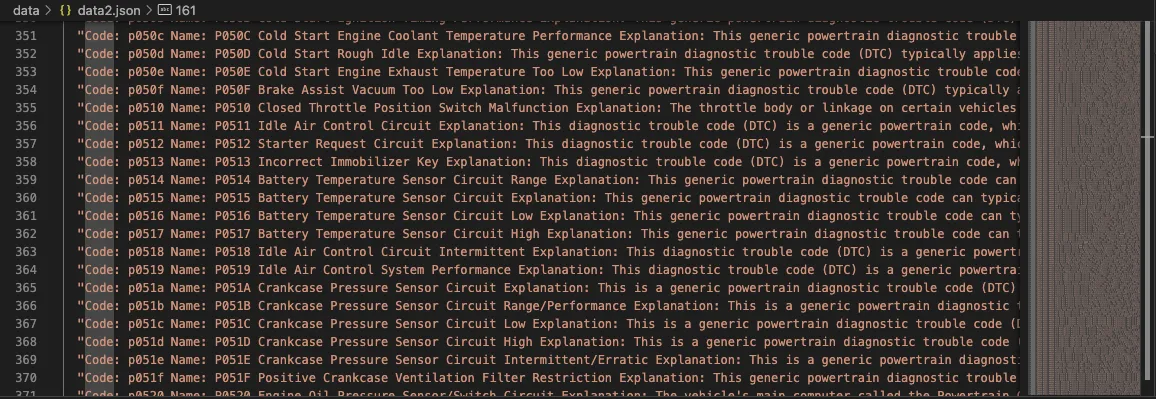 data > {} data2.json > abc 161
351 "Code: p050c Name: P050C Cold Start Engine Coolant Temperature Performance Explanation: This generic powertrain diagnostic trouble
352 "Code: p050d Name: P050D Cold Start Rough Idle Explanation: This generic powertrain diagnostic trouble code (DTC) typically applie
353 "Code: p050e Name: P050E Cold Start Engine Exhaust Temperature Too Low Explanation: This generic powertrain diagnostic trouble code
354 "Code: p050f Name: P050F Brake Assist Vacuum Too Low Explanation: This generic powertrain diagnostic trouble code (DTC) typically a
355 "Code: p0510 Name: P0510 Closed Throttle Position Switch Malfunction Explanation: The throttle body or linkage on certain vehicles
356 "Code: p0511 Name: P0511 Idle Air Control Circuit Explanation: This diagnostic trouble code (DTC) is a generic powertrain code, whi
357 "Code: p0512 Name: P0512 Starter Request Circuit Explanation: This diagnostic trouble code (DTC) is a generic powertrain code, whic
358 "Code: p0513 Name: P0513 Incorrect Immobilizer Key Explanation: This diagnostic trouble code (DTC) is a generic powertrain code, wh
359 "Code: p0514 Name: P0514 Battery Temperature Sensor Circuit Range Explanation: This generic powertrain diagnostic trouble code can
360 "Code: p0515 Name: P0515 Battery Temperature Sensor Circuit Explanation: This generic powertrain diagnostic trouble code can typica
361 "Code: p0516 Name: P0516 Battery Temperature Sensor Circuit Low Explanation: This generic powertrain diagnostic trouble code can ty
362 "Code: p0517 Name: P0517 Battery Temperature Sensor Circuit High Explanation: This generic powertrain diagnostic trouble code can t
363 "Code: p0518 Name: P0518 Idle Air Control Circuit Intermittent Explanation: This diagnostic trouble code (DTC) is a generic powert
364 "Code: p0519 Name: P0519 Idle Air Control System Performance Explanation: This diagnostic trouble code (DTC) is a generic powertra
365 "Code: p051a Name: P051A Crankcase Pressure Sensor Circuit Explanation: This is a generic powertrain diagnostic trouble code (DTC)
366 "Code: p051b Name: P051B Crankcase Pressure Sensor Circuit Range/Performance Explanation: This is a generic powertrain diagnostic t
367 "Code: p051c Name: P051C Crankcase Pressure Sensor Circuit Low Explanation: This is a generic powertrain diagnostic trouble code (D
368 "Code: p051d Name: P051D Crankcase Pressure Sensor Circuit High Explanation: This is a generic powertrain diagnostic trouble code
369 "Code: p051e Name: P051E Crankcase Pressure Sensor Circuit Intermittent/Erratic Explanation: This is a generic powertrain diagnost
370 "Code: p051f Name: P051F Positive Crankcase Ventilation Filter Restriction Explanation: This generic powertrain diagnostic trouble
371 "Code: p0520 Name: P0520 Engine Oil Pressure Sensor/Switch Circuit Explanation: The vehicle's main computer called the Powertrain